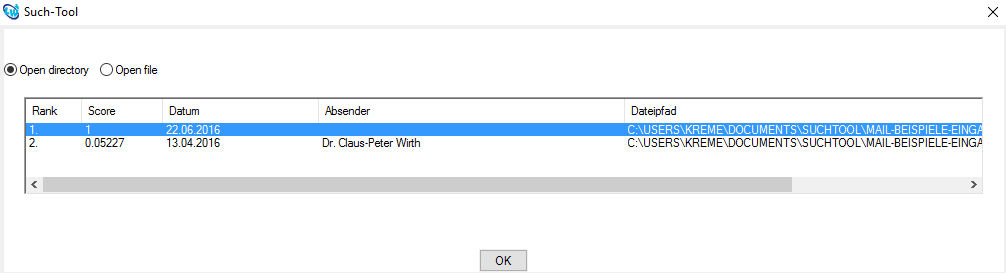 Such-Tool
Open directory Open file
Rank Score Datum Absender Dateipfad
1. 1 22.06.2016 C:\USERS\KREME\DOCUMENTS\SUCHTOOL\MAIL-BEISPIELE-EINGA
2. 0.05227 13.04.2016 Dr. Claus-Peter Wirth C:\USERS\KREME\DOCUMENTS\SUCHTOOL\MAIL-BEISPIELE-EINGA
OK